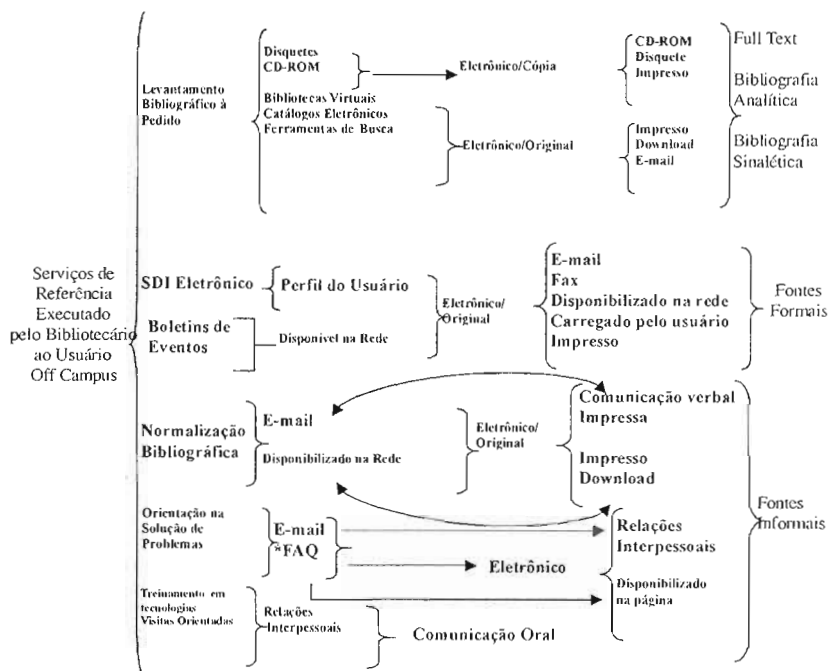 Serviços de
Referência
Executado
pelo Bibliotecário
ao Usuário
Off Campus
Levantamento
Bibliográfico à
Pedido
Disquetes
CD-ROM
Bibliotecas Virtuais
Catálogos Eletrônicos
Ferramentas de Busca
Eletrônico/Cópia
Eletrônico/Original
CD-ROM
Disquete
Impresso
Impresso
Download
E-mail
Full Text
Bibliografia
Analítica
Bibliografia
Sinalética
SDI Eletrônico
Perfil do Usuário
Boletins de
Eventos
Disponível na Rede
Eletrônico/
Original
E-mail
Fax
Disponibilizado na rede
Carregado pelo usuário
Impresso
Fontes
Formais
Normalização
Bibliográfica
E-mail
Disponibilizado na Rede
Eletrônico/
Original
Comunicação verbal
Impressa
Impresso
Download
Orientação na
Solução de
Problemas
E-mail
*FAQ
Eletrônico
Relações
Interpessoais
Disponibilizado
na página
Treinamento em
tecnologias
Visitas Orientadas
Relações
Interpessoais
Comunicação Oral
Fontes
Informais